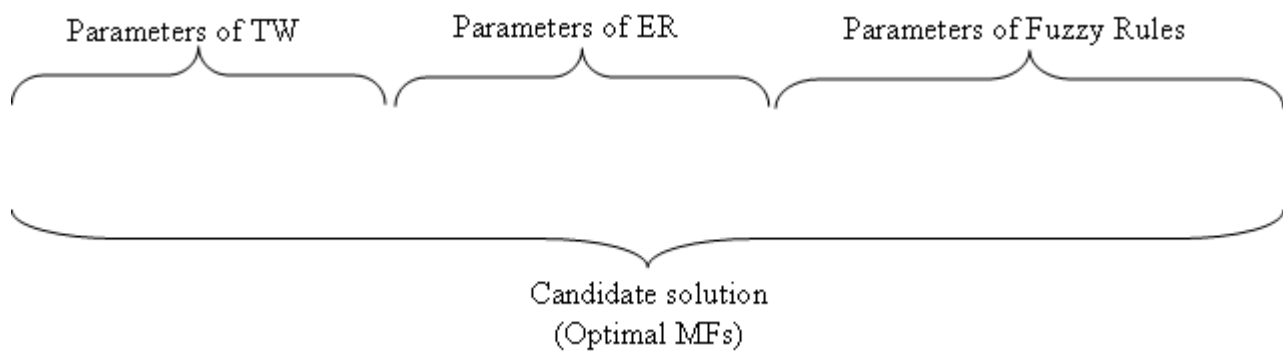 Parameters of TW
Parameters of ER
Parameters of Fuzzy Rules
Candidate solution
(Optimal MFs)